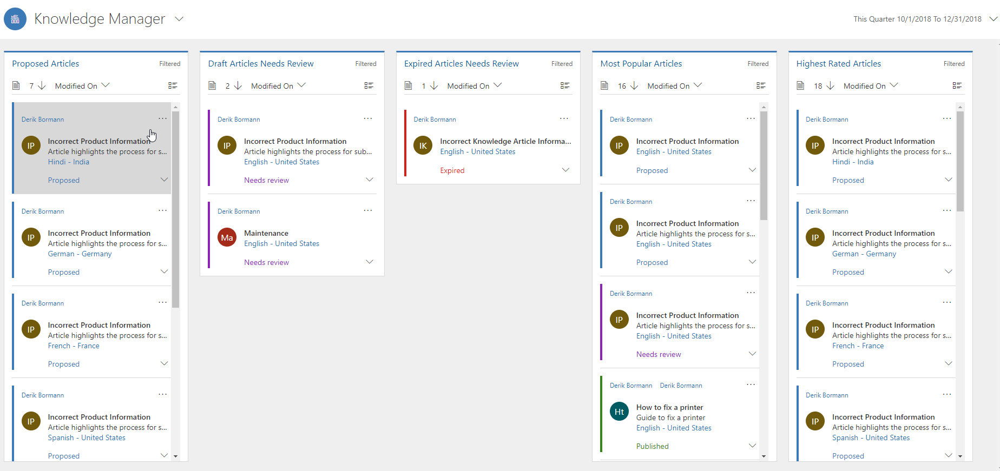 Knowledge Manager
This Quarter 10/1/2018 To 12/31/2018
Proposed Articles
Filtered
7 Modified On
Derik Bormann
...
IP
Incorrect Product Information
Article highlights the process for s...
Hindi - India
Proposed
Derik Bormann
...
IP
Incorrect Product Information
Article highlights the process for s...
German - Germany
Proposed
Derik Bormann
...
IP
Incorrect Product Information
Article highlights the process for s...
French - France
Proposed
Derik Bormann
...
IP
Incorrect Product Information
Article highlights the process for s...
Spanish - United States
Proposed
Draft Articles Needs Review
Filtered
2 Modified On
Derik Bormann
...
IP
Incorrect Product Information
Article highlights the process for sub...
English - United States
Needs review
Derik Bormann
...
Ma
Maintenance
English - United States
Needs review
Expired Articles Needs Review
Filtered
1 Modified On
Derik Bormann
...
IK
Incorrect Knowledge Article Informa...
English - United States
Expired
Most Popular Articles
Filtered
16 Modified On
Derik Bormann
...
IP
Incorrect Product Information
English - United States
Proposed
Derik Bormann
...
IP
Incorrect Product Information
Article highlights the process for s...
English - United States
Proposed
Derik Bormann
...
IP
Incorrect Product Information
Article highlights the process for s...
English - United States
Needs review
Derik Bormann Derik Bormann
...
Ht
How to fix a printer
Guide to fix a printer
English - United States
Published
Highest Rated Articles
Filtered
18 Modified On
Derik Bormann
...
IP
Incorrect Product Information
Article highlights the process for s...
Hindi - India
Proposed
Derik Bormann
...
IP
Incorrect Product Information
Article highlights the process for s...
German - Germany
Proposed
Derik Bormann
...
IP
Incorrect Product Information
Article highlights the process for s...
French - France
Proposed
Derik Bormann
...
IP
Incorrect Product Information
Article highlights the process for s...
Spanish - United States
Proposed